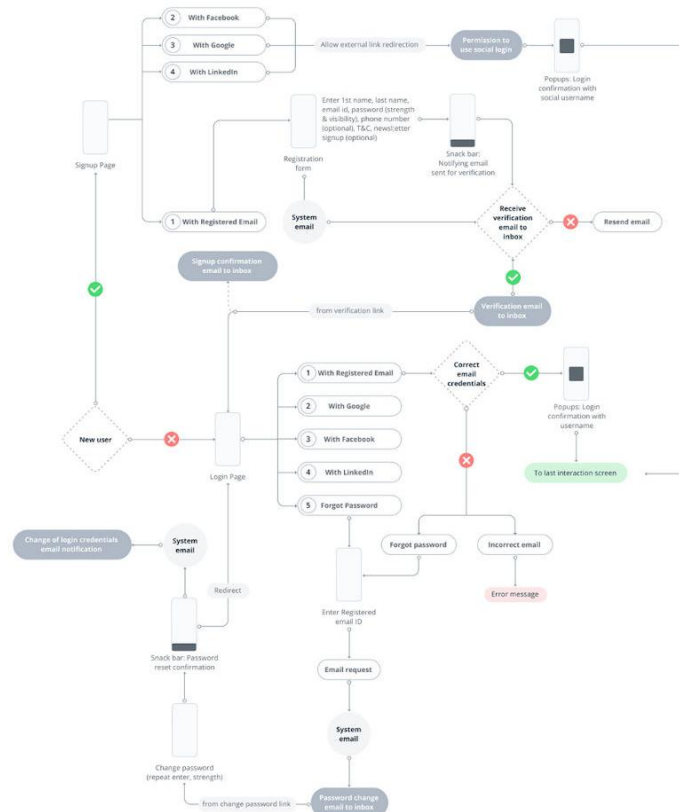 2 With Facebook
3 With Google
4 With LinkedIn
Allow external link redirection
Permission to
use social login
Popups: Login
confirmation with
social username
Signup Page
1 With Registered Email
Registration
form
Enter 1st name, last name,
email id, password (strength
& visibility), phone number
(optional), T&C, news!;etter
signup (optional)
Snack bar:
Notifying email
sent for verification
System
email
Receive
verification
email to
inbox
Resend email
Signup confirmation
email to inbox
from verification link
Verification email
to inbox
New user
Login Page
1 With Registered Email
2 With Google
3 With Facebook
4 With LinkedIn
5 Forgot Password
Correct
email
credentials
Popups: Login
confirmation with
username
To last interaction screen
Forgot password
Incorrect email
Error message
Change of login credentials
email notification
System
email
Redirect
Snack bar: Password
reset confirmation
Enter Registered
email ID
Email request
System
email
Change password
(repeat enter, strength)
from change password link
Password change
email to inbox